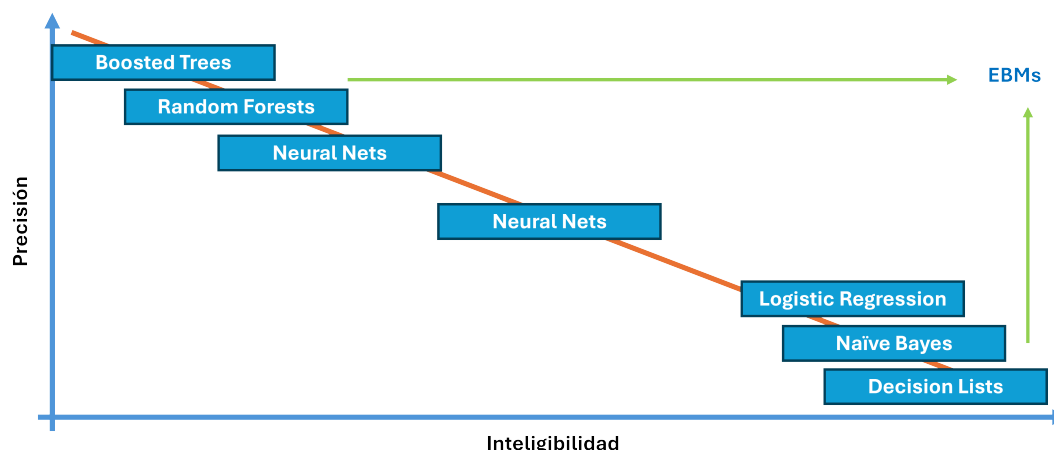 Boosted Trees
EBMs
Random Forests
Neural Nets
Precisión
Neural Nets
Logistic Regression
Naïve Bayes
Decision Lists
Inteligibilidad